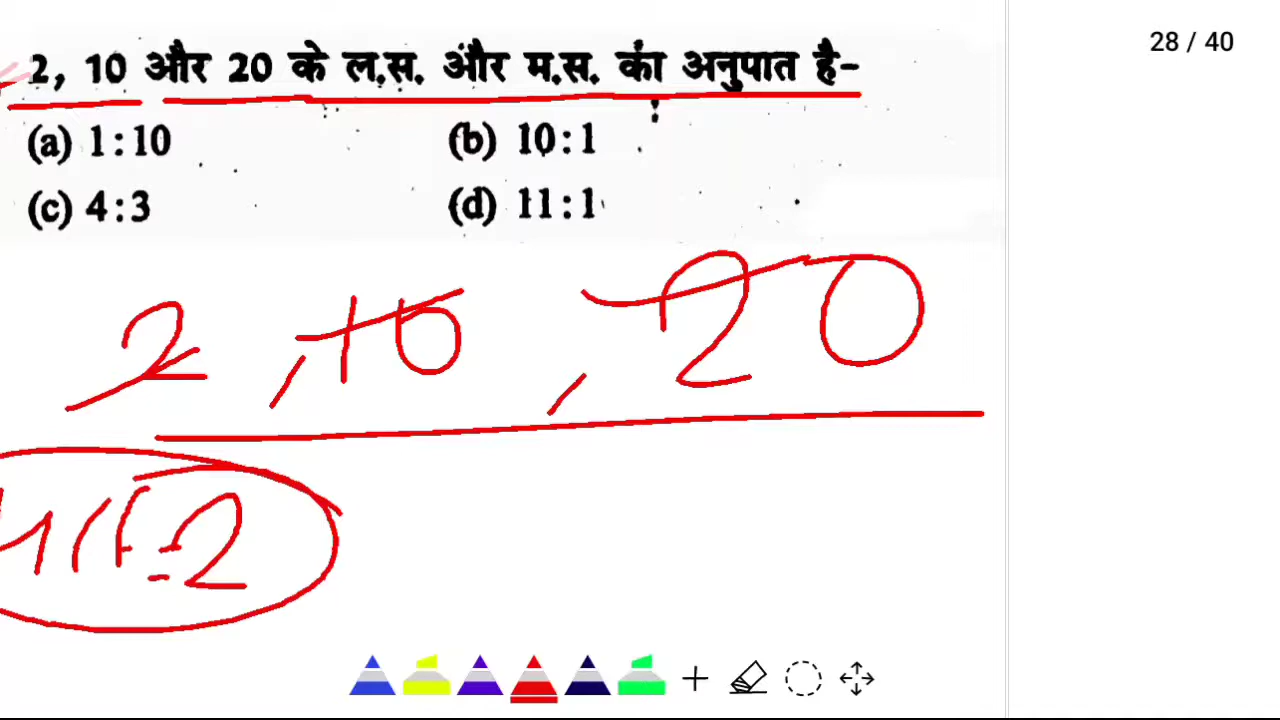 28 / 40
2, 10 और 20 के ल.स. और म.स. का अनुपात है-
(a) 1:10 (b) 10:1
(c) 4:3 (d) 11:1
2, 10, 20